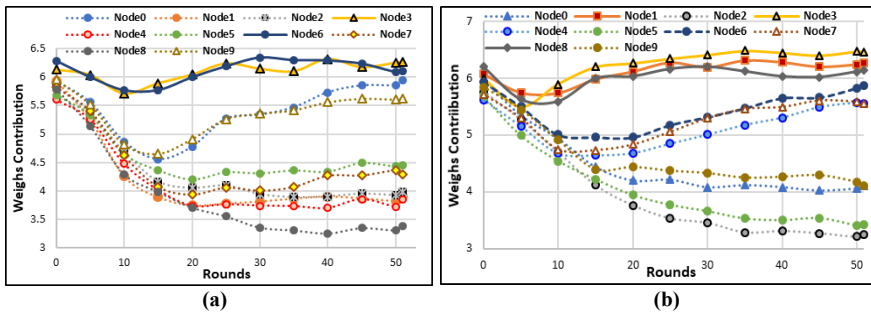 Node0 Node1 Node2 Node3
Node4 Node5 Node6 Node7
Node8 Node9
6.5
6
5.5
5
4.5
4
3.5
3
Weighs Contribution
0 10 20 30 40 50
Rounds
(a)
Node0 Node1 Node2 Node3
Node4 Node5 Node6 Node7
Node8 Node9
7
6
5
4
3
Weighs Contribution
0 10 20 30 40 50
Rounds
(b)